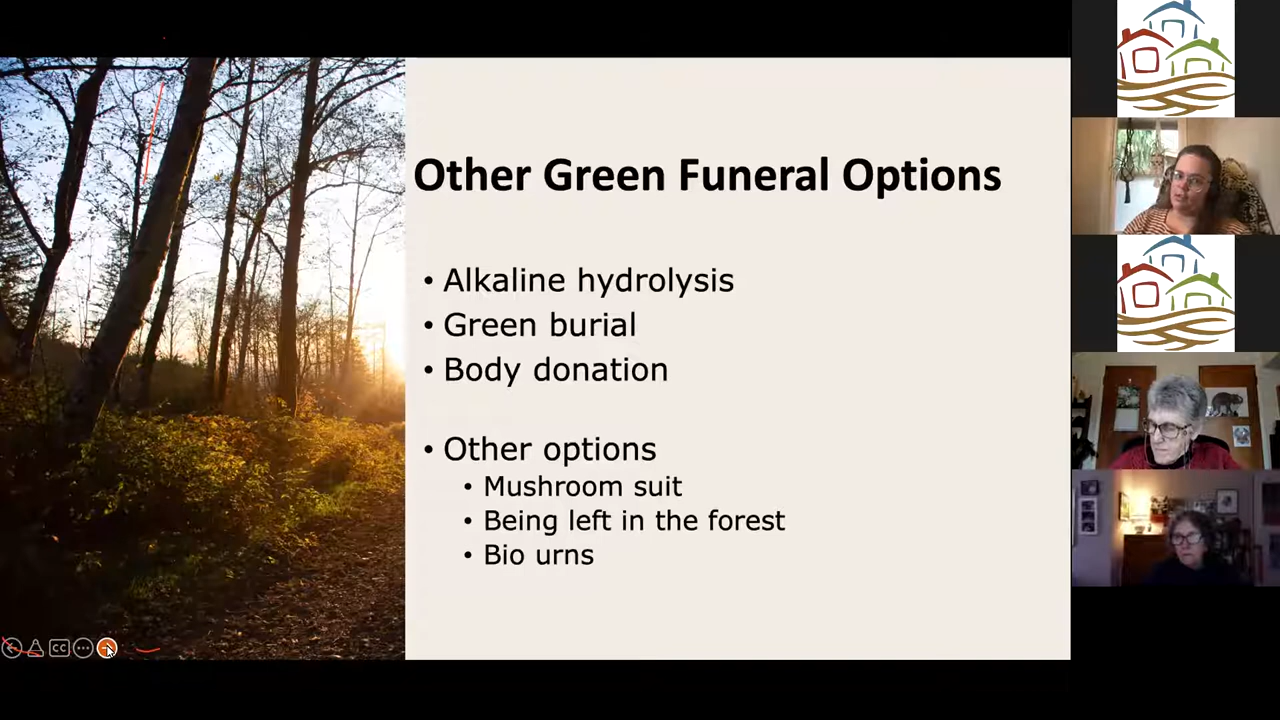 Other Green Funeral Options
• Alkaline hydrolysis
• Green burial
• Body donation
• Other options
• Mushroom suit
• Being left in the forest
• Bio urns
CC